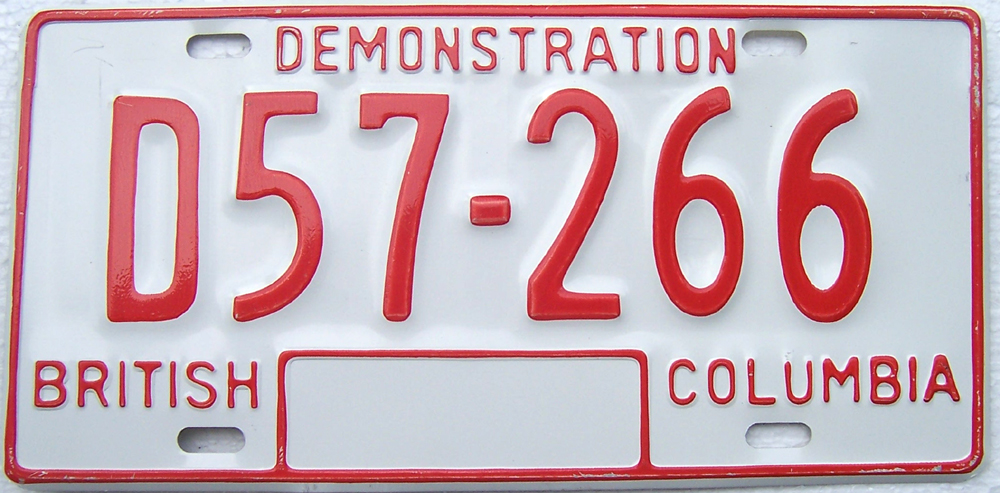 DEMONSTRATION
D57-266
BRITISH COLUMBIA